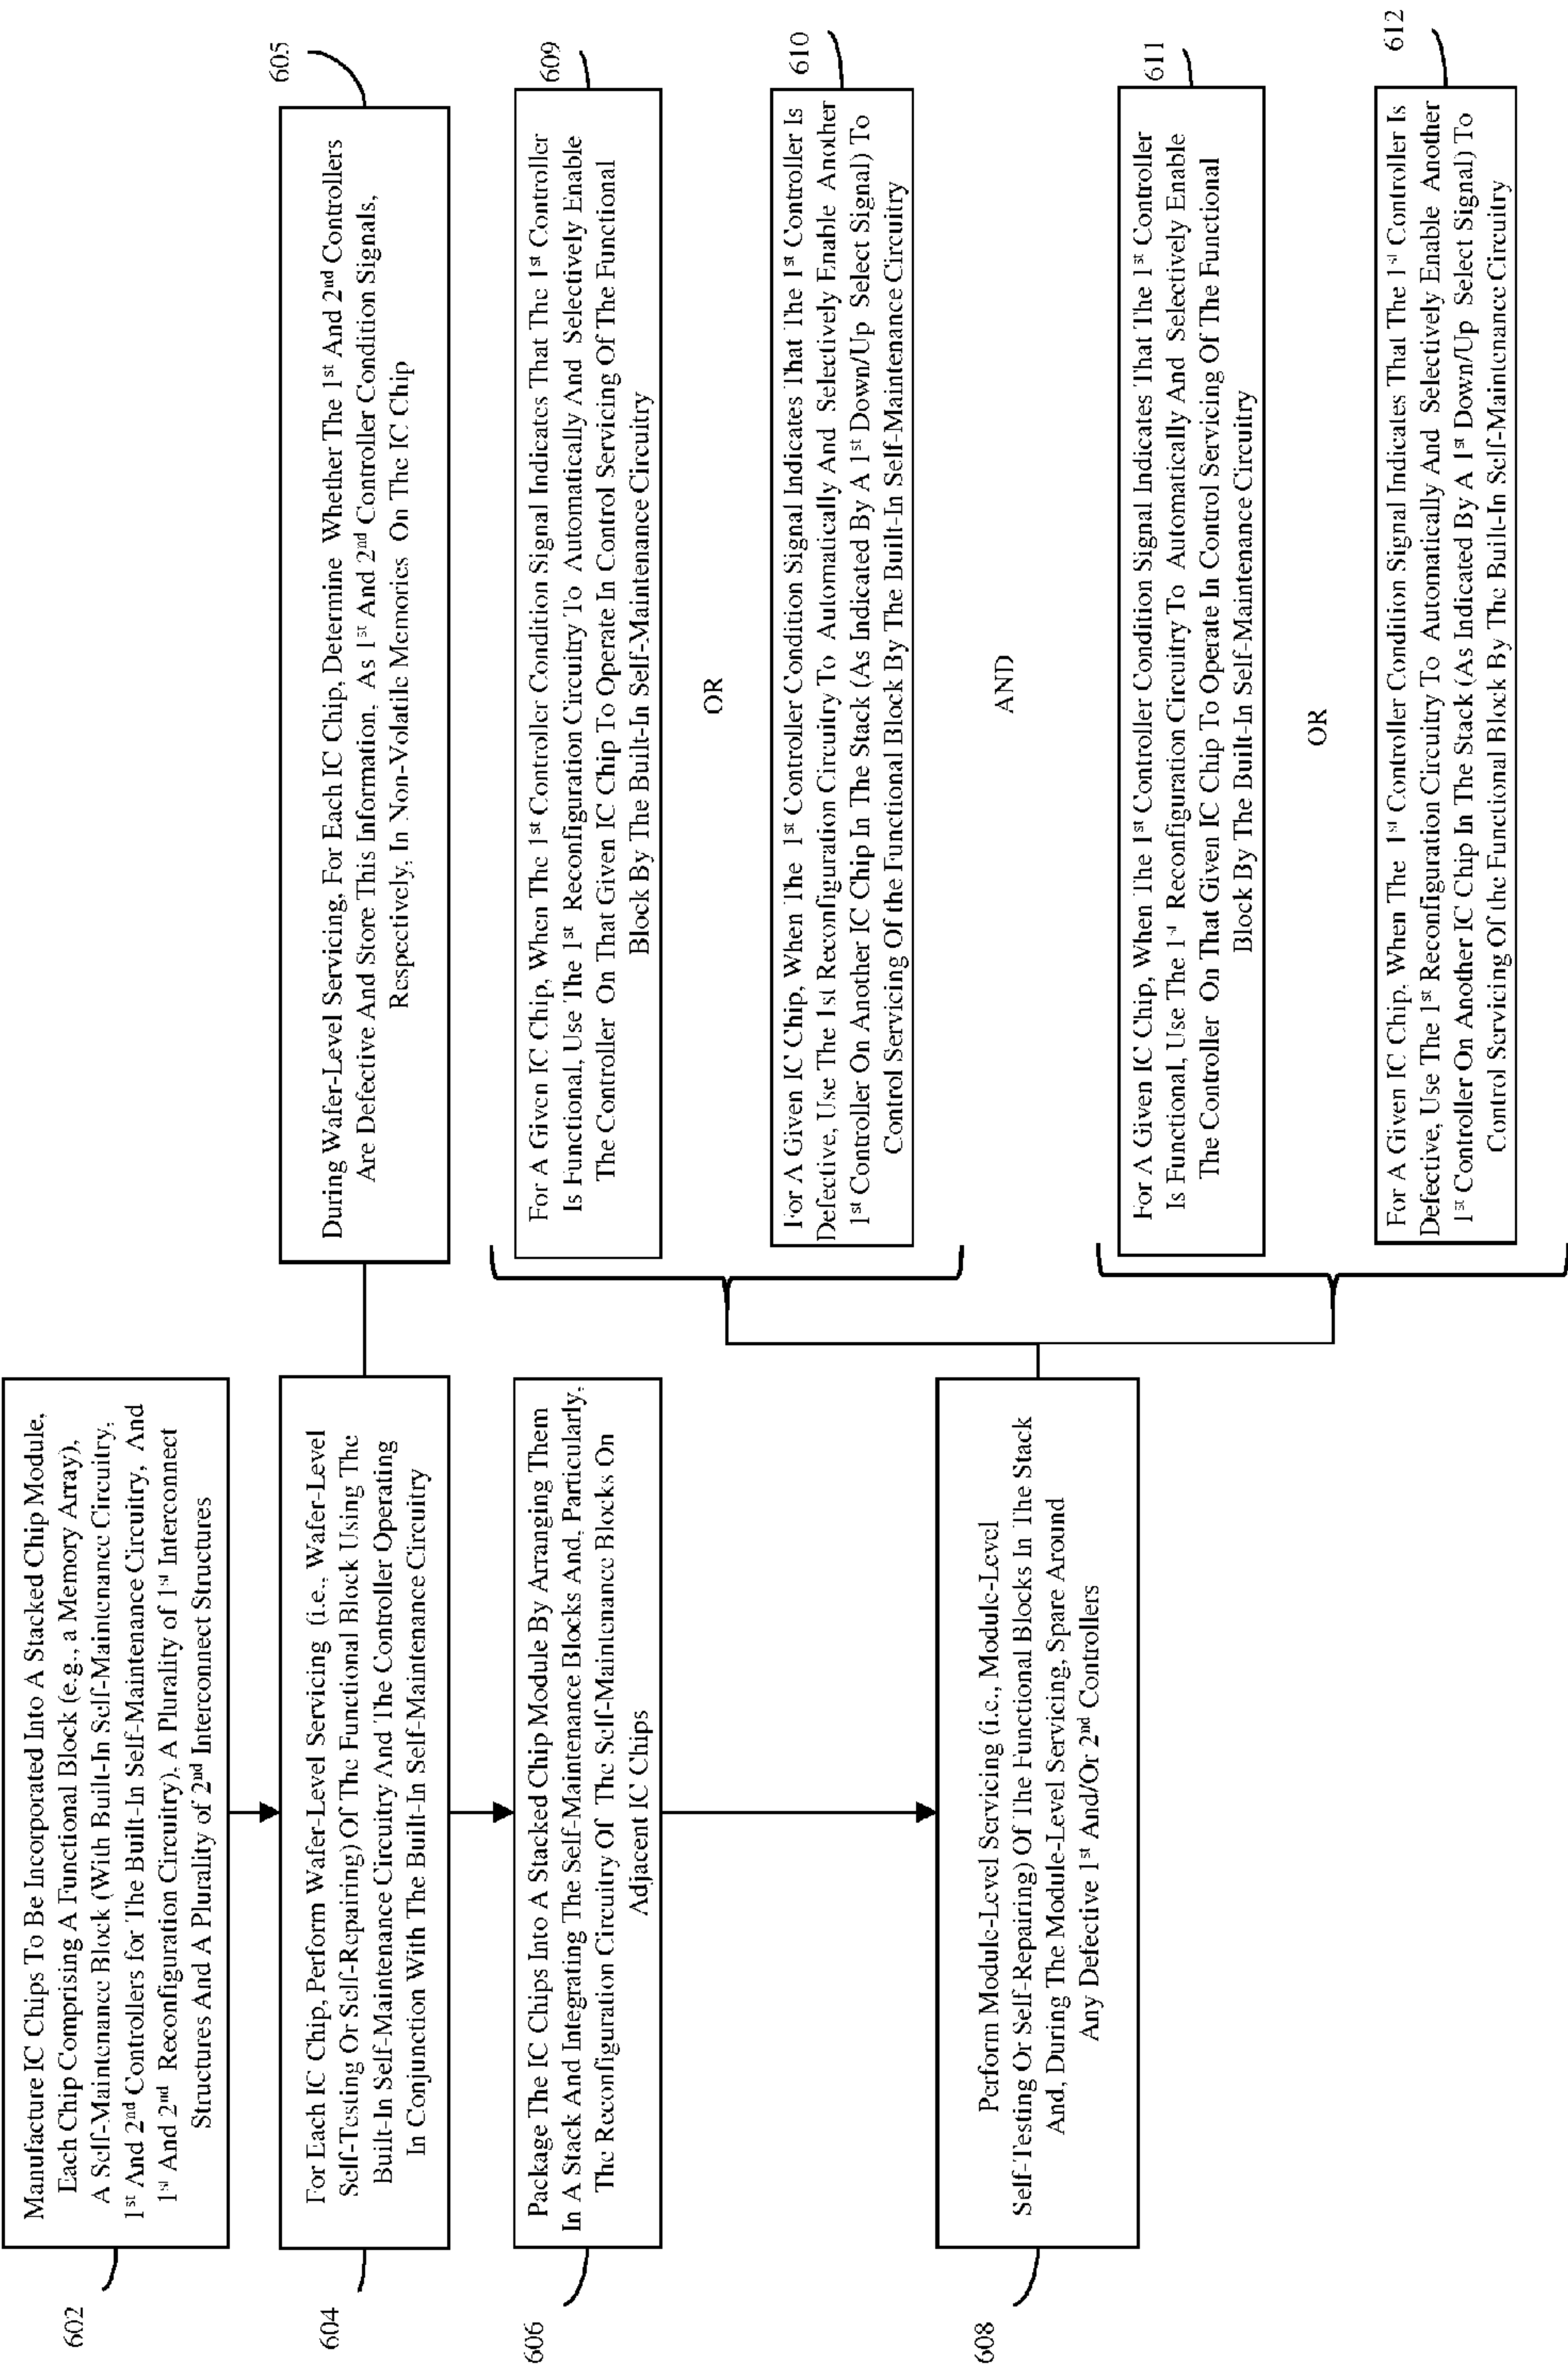 602
Manufacture IC Chips To Be Incorporated Into A Stacked Chip Module,
Each Chip Comprising A Functional Block (e.g., a Memory Array),
A Self-Maintenance Block (With Built-In Self-Maintenance Circuitry,
1st And 2nd Controllers for The Built-In Self-Maintenance Circuitry, And
1st And 2nd Reconfiguration Circuitry), A Plurality of 1st Interconnect
Structures And A Plurality of 2nd Interconnect Structures
604
For Each IC Chip, Perform Wafer-Level Servicing (i.e., Wafer-Level
Self-Testing Or Self-Repairing) Of The Functional Block Using The
Built-In Self-Maintenance Circuitry And The Controller Operating
In Conjunction With The Built-In Self-Maintenance Circuitry
605
During Wafer-Level Servicing, For Each IC Chip, Determine Whether The 1st And 2nd Controllers
Are Defective And Store This Information, As 1st And 2nd Controller Condition Signals,
Respectively, In Non-Volatile Memories On The IC Chip
606
Package The IC Chips Into A Stacked Chip Module By Arranging Them
In A Stack And Integrating The Self-Maintenance Blocks And, Particularly,
The Reconfiguration Circuitry Of The Self-Maintenance Blocks On
Adjacent IC Chips
608
Perform Module-Level Servicing (i.e., Module-Level
Self-Testing Or Self-Repairing) Of The Functional Blocks In The Stack
And, During The Module-Level Servicing, Spare Around
Any Defective 1st And/Or 2nd Controllers
609
For A Given IC Chip, When The 1st Controller Condition Signal Indicates That The 1st Controller
Is Functional, Use The 1st Reconfiguration Circuitry To Automatically And Selectively Enable
The Controller On That Given IC Chip To Operate In Control Servicing Of The Functional
Block By The Built-In Self-Maintenance Circuitry
OR
610
For A Given IC Chip, When The 1st Controller Condition Signal Indicates That The 1st Controller Is
Defective, Use The 1st Reconfiguration Circuitry To Automatically And Selectively Enable Another
1st Controller On Another IC Chip In The Stack (As Indicated By A 1st Down/Up Select Signal) To
Control Servicing Of the Functional Block By The Built-In Self-Maintenance Circuitry
AND
611
For A Given IC Chip, When The 1st Controller Condition Signal Indicates That The 1st Controller
Is Functional, Use The 1st Reconfiguration Circuitry To Automatically And Selectively Enable
The Controller On That Given IC Chip To Operate In Control Servicing Of The Functional
Block By The Built-In Self-Maintenance Circuitry
OR
612
For A Given IC Chip, When The 1st Controller Condition Signal Indicates That The 1st Controller Is
Defective, Use The 1st Reconfiguration Circuitry To Automatically And Selectively Enable Another
1st Controller On Another IC Chip In The Stack (As Indicated By A 1st Down/Up Select Signal) To
Control Servicing Of the Functional Block By The Built-In Self-Maintenance Circuitry